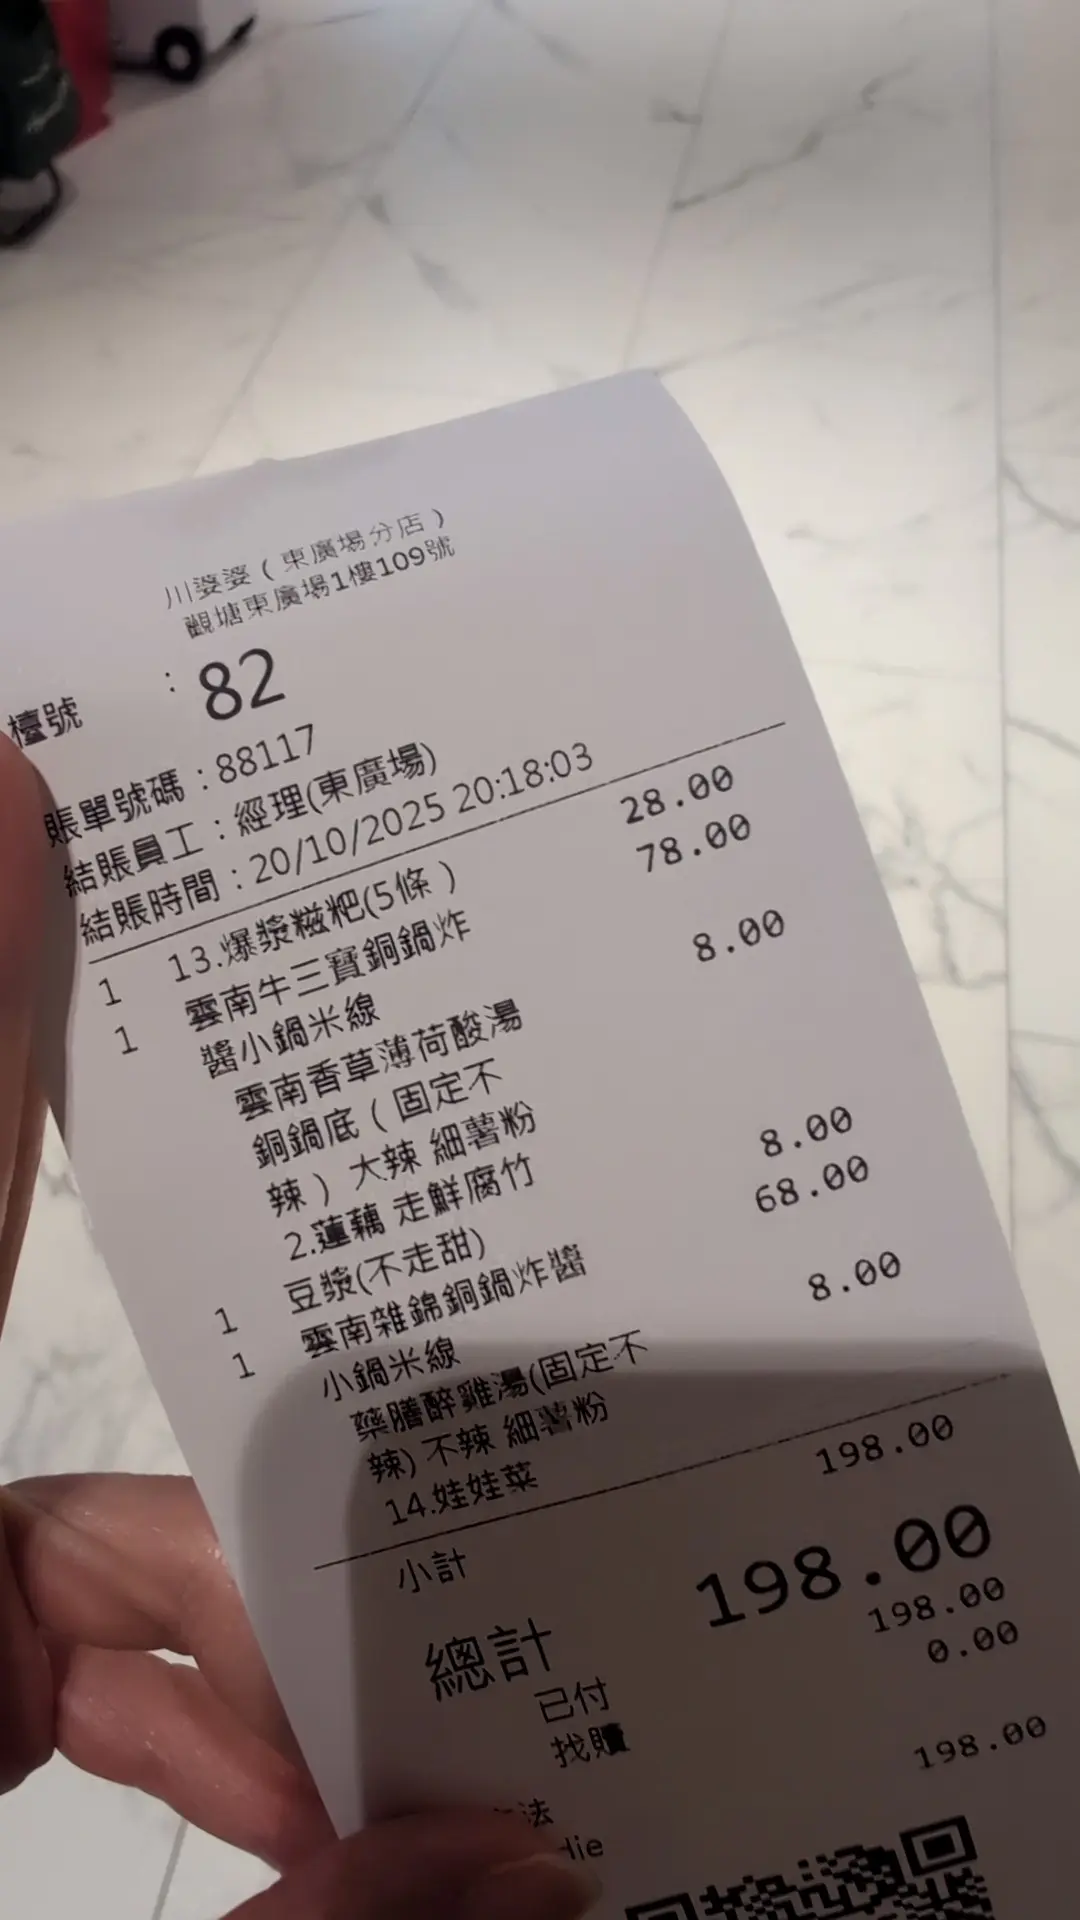 川婆婆（東廣場分店）
觀塘東廣場1樓109號
檯號 : 82
賬單號碼 : 88117
結賬員工 : 經理(東廣場)
結賬時間 : 20/10/2025 20:18:03
1 13.爆漿糍粑(5條） 28.00
1 雲南牛三寶銅鍋炸 78.00
醬小鍋米線
雲南香草薄荷酸湯 8.00
銅鍋底（固定不
辣） 大辣 細薯粉
2.蓮藕 走鮮腐竹
1 豆漿(不走甜) 8.00
1 雲南雜錦銅鍋炸醬 68.00
小鍋米線
藥膳醉雞湯(固定不 8.00
辣) 不辣 細薯粉
14.娃娃菜
小計 198.00
總計 198.00
已付 198.00
找贖 0.00
法
198.00